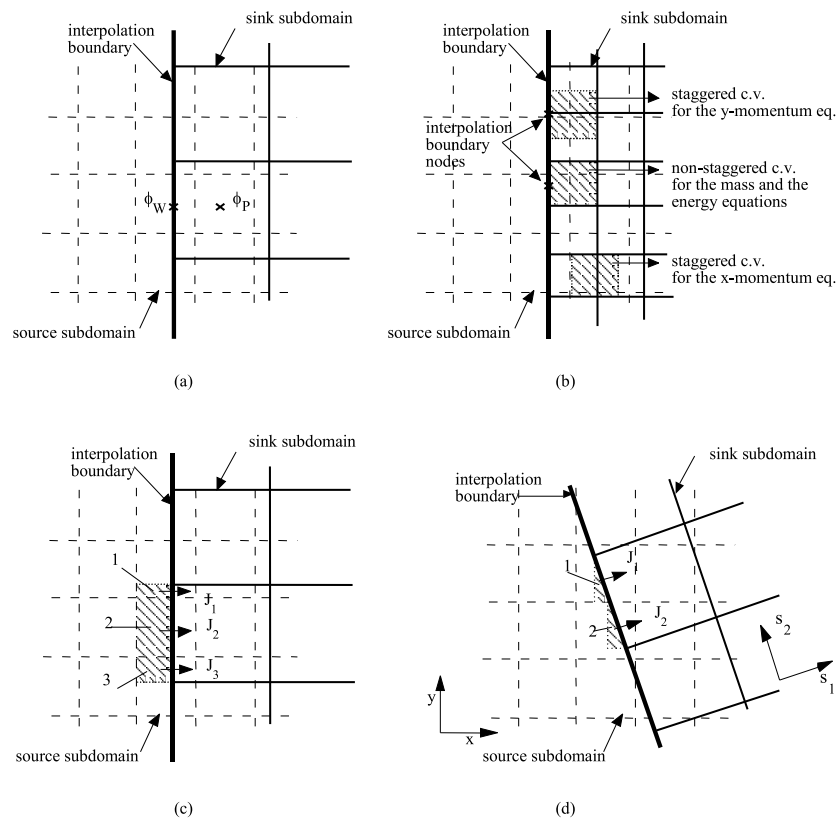 interpolation
boundary
sink subdomain
ϕW
ϕP
source subdomain
(a)
interpolation
boundary
sink subdomain
interpolation
boundary
nodes
staggered c.v.
for the y-momentum eq.
non-staggered c.v.
for the mass and the
energy equations
staggered c.v.
for the x-momentum eq.
source subdomain
(b)
interpolation
boundary
sink subdomain
1
2
3
J1
J2
J3
source subdomain
(c)
interpolation
boundary
sink subdomain
1
J1
2
J2
s2
s1
y
x
source subdomain
(d)